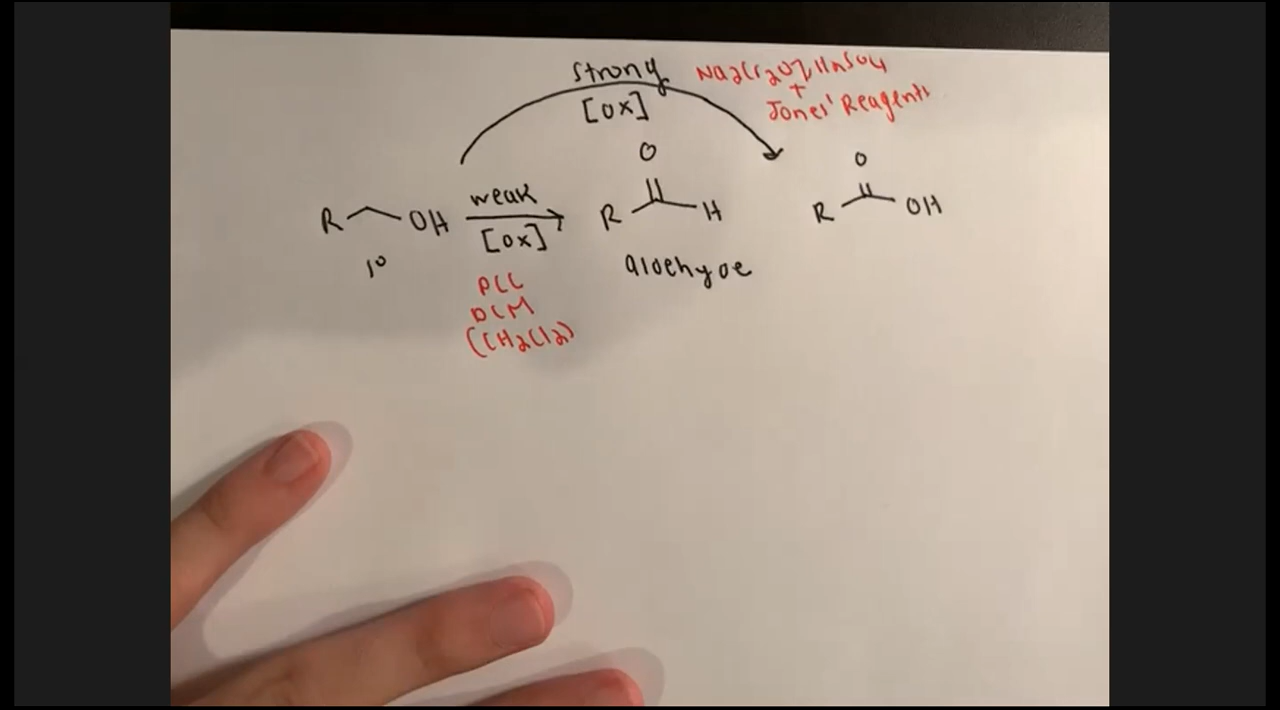 strong Na2Cr2O7, H2SO4
[OX] +
Jones' Reagents
O O
weak
R OH R H R OH
[OX]
1° aldehyde
PCC
DCM
(CH2Cl2)